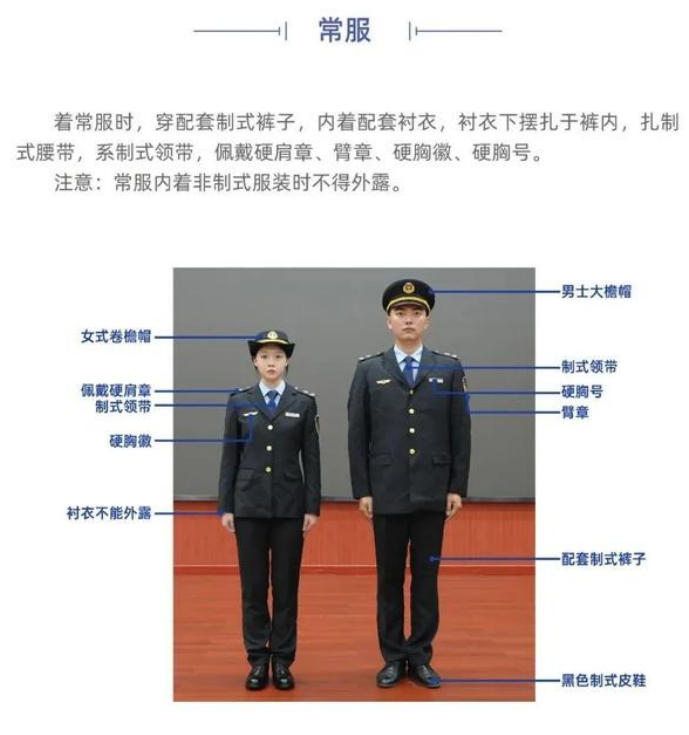 常服
着常服时，穿配套制式裤子，内着配套衬衣，衬衣下摆扎于裤内，扎制
式腰带，系制式领带，佩戴硬肩章、臂章、硬胸徽、硬胸号。
注意：常服内着非制式服装时不得外露。
男士大檐帽
女式卷檐帽
制式领带
佩戴硬肩章
硬胸号
制式领带
臂章
硬胸徽
衬衣不能外露
配套制式裤子
黑色制式皮鞋